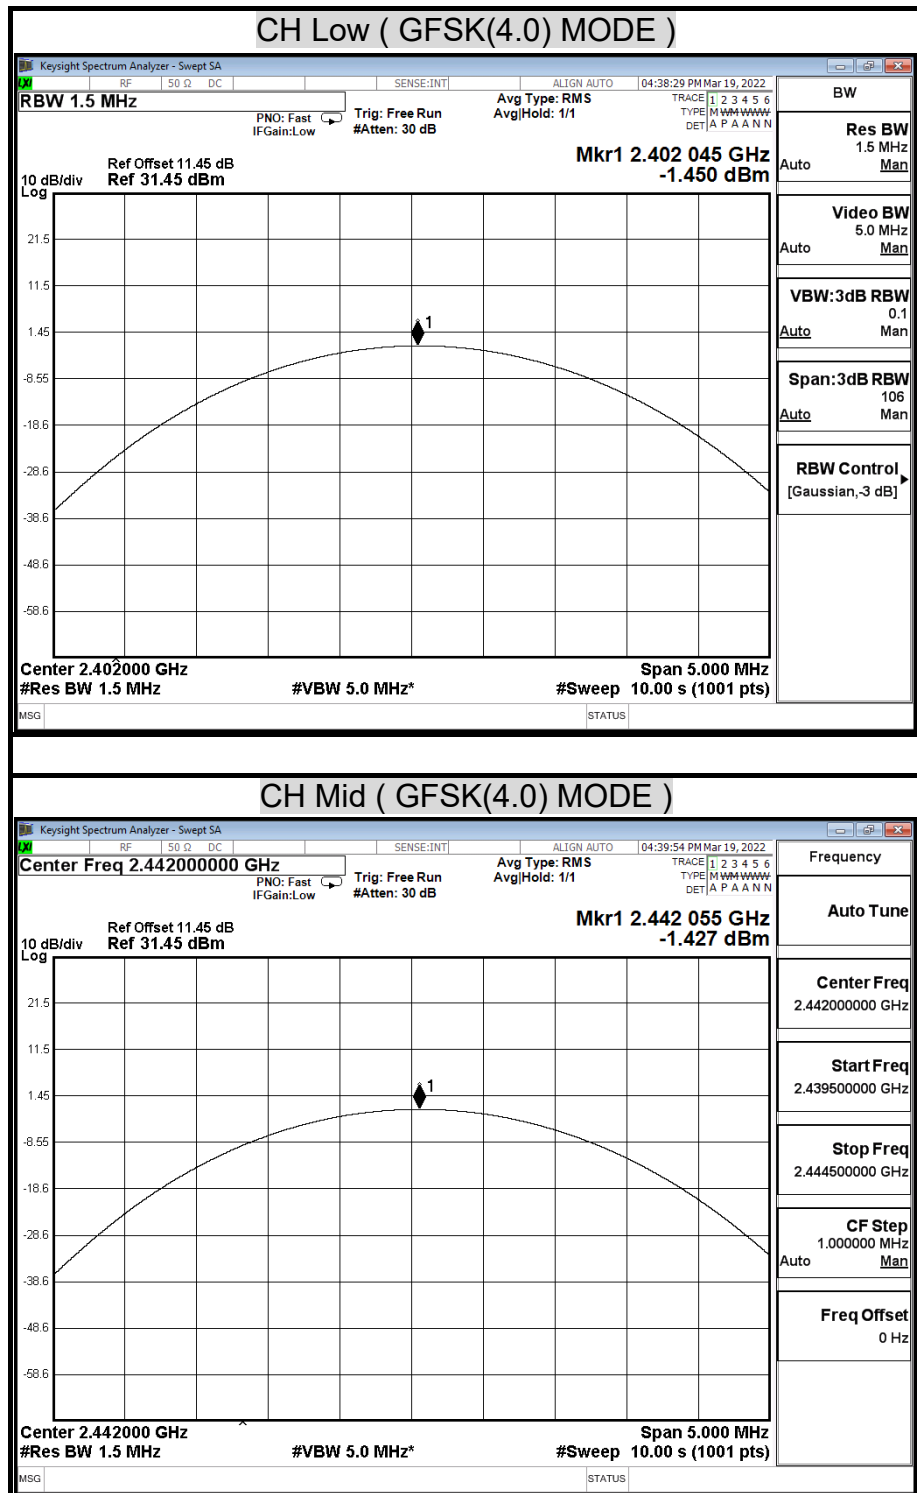 CH Low ( GFSK(4.0) MODE )
Keysight Spectrum Analyzer - Swept SA
LXI RF 50 Ω DC SENSE:INT ALIGN AUTO 04:38:29 PM Mar 19, 2022
RBW 1.5 MHz
PNO: Fast
IFGain:Low
Trig: Free Run
#Atten: 30 dB
Avg Type: RMS
Avg|Hold: 1/1
TRACE 1 2 3 4 5 6
TYPE M WM WWWW
DET A P A A N N
Mkr1 2.402 045 GHz
-1.450 dBm
Ref Offset 11.45 dB
10 dB/div Ref 31.45 dBm
Log
21.5
11.5
1.45
-8.55
-18.6
-28.6
-38.6
-48.6
-58.6
1
Center 2.402000 GHz Span 5.000 MHz
#Res BW 1.5 MHz #VBW 5.0 MHz* #Sweep 10.00 s (1001 pts)
MSG STATUS
BW
Res BW
1.5 MHz
Auto Man
Video BW
5.0 MHz
Auto Man
VBW:3dB RBW
0.1
Auto Man
Span:3dB RBW
106
Auto Man
RBW Control
[Gaussian,-3 dB]
CH Mid ( GFSK(4.0) MODE )
Keysight Spectrum Analyzer - Swept SA
LXI RF 50 Ω DC SENSE:INT ALIGN AUTO 04:39:54 PM Mar 19, 2022
Center Freq 2.442000000 GHz
PNO: Fast
IFGain:Low
Trig: Free Run
#Atten: 30 dB
Avg Type: RMS
Avg|Hold: 1/1
TRACE 1 2 3 4 5 6
TYPE M WM WWWW
DET A P A A N N
Mkr1 2.442 055 GHz
-1.427 dBm
Ref Offset 11.45 dB
10 dB/div Ref 31.45 dBm
Log
21.5
11.5
1.45
-8.55
-18.6
-28.6
-38.6
-48.6
-58.6
1
Center 2.442000 GHz Span 5.000 MHz
#Res BW 1.5 MHz #VBW 5.0 MHz* #Sweep 10.00 s (1001 pts)
MSG STATUS
Frequency
Auto Tune
Center Freq
2.442000000 GHz
Start Freq
2.439500000 GHz
Stop Freq
2.444500000 GHz
CF Step
1.000000 MHz
Auto Man
Freq Offset
0 Hz